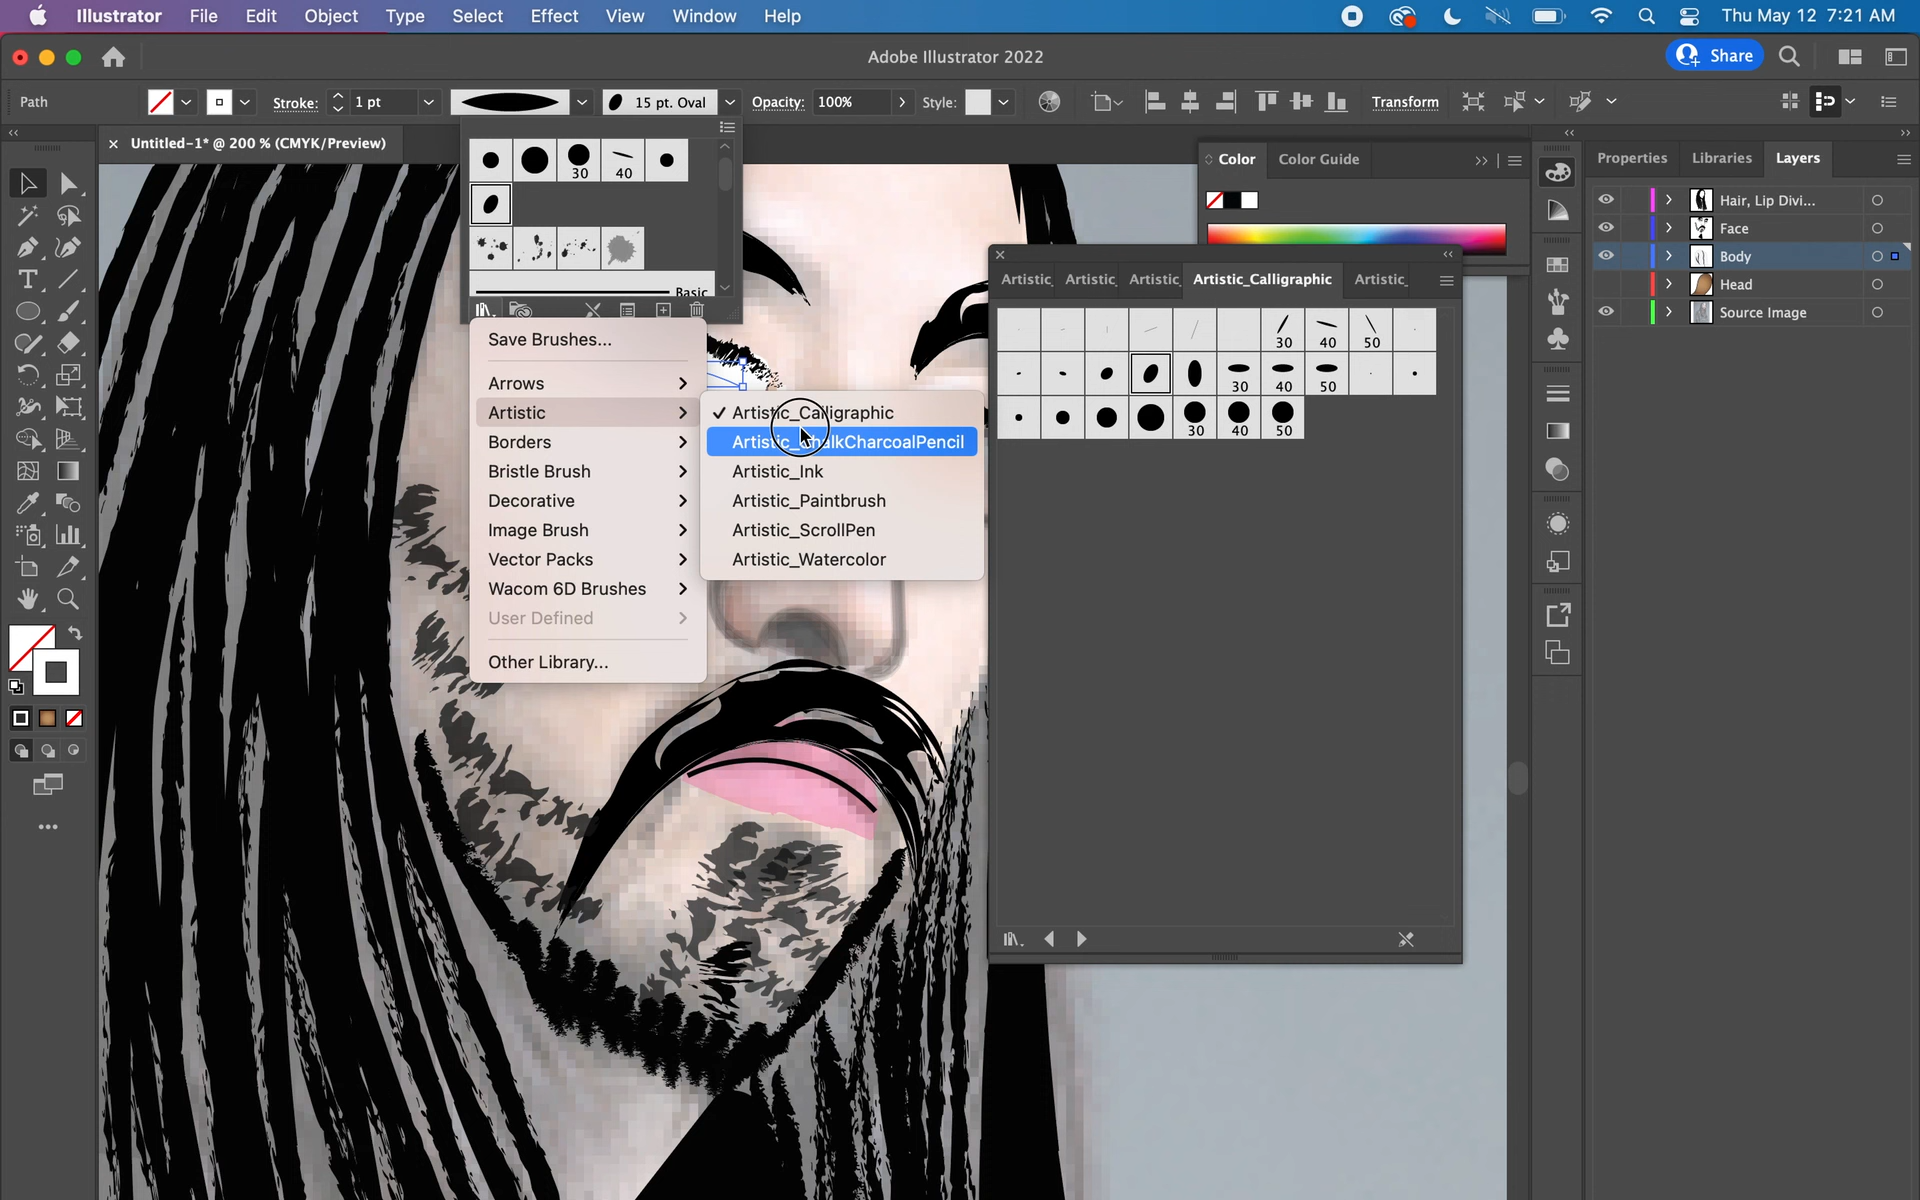 Illustrator File Edit Object Type Select Effect View Window Help Thu May 12 7:21 AM
Adobe Illustrator 2022 Share
Path Stroke: 1 pt 15 pt. Oval Opacity: 100% Style: Transform
Untitled-1* @ 200 % (CMYK/Preview)
30 40
Basic
Save Brushes...
Arrows
Artistic
Borders
Bristle Brush
Decorative
Image Brush
Vector Packs
Wacom 6D Brushes
User Defined
Other Library...
Artistic_Calligraphic
Artistic_ChalkCharcoalPencil
Artistic_Ink
Artistic_Paintbrush
Artistic_ScrollPen
Artistic_Watercolor
Color Color Guide
Artistic_ Artistic_ Artistic_ Artistic_Calligraphic Artistic_
30 40 50
30 40 50
30 40 50
Properties Libraries Layers
Hair, Lip Divi...
Face
Body
Head
Source Image